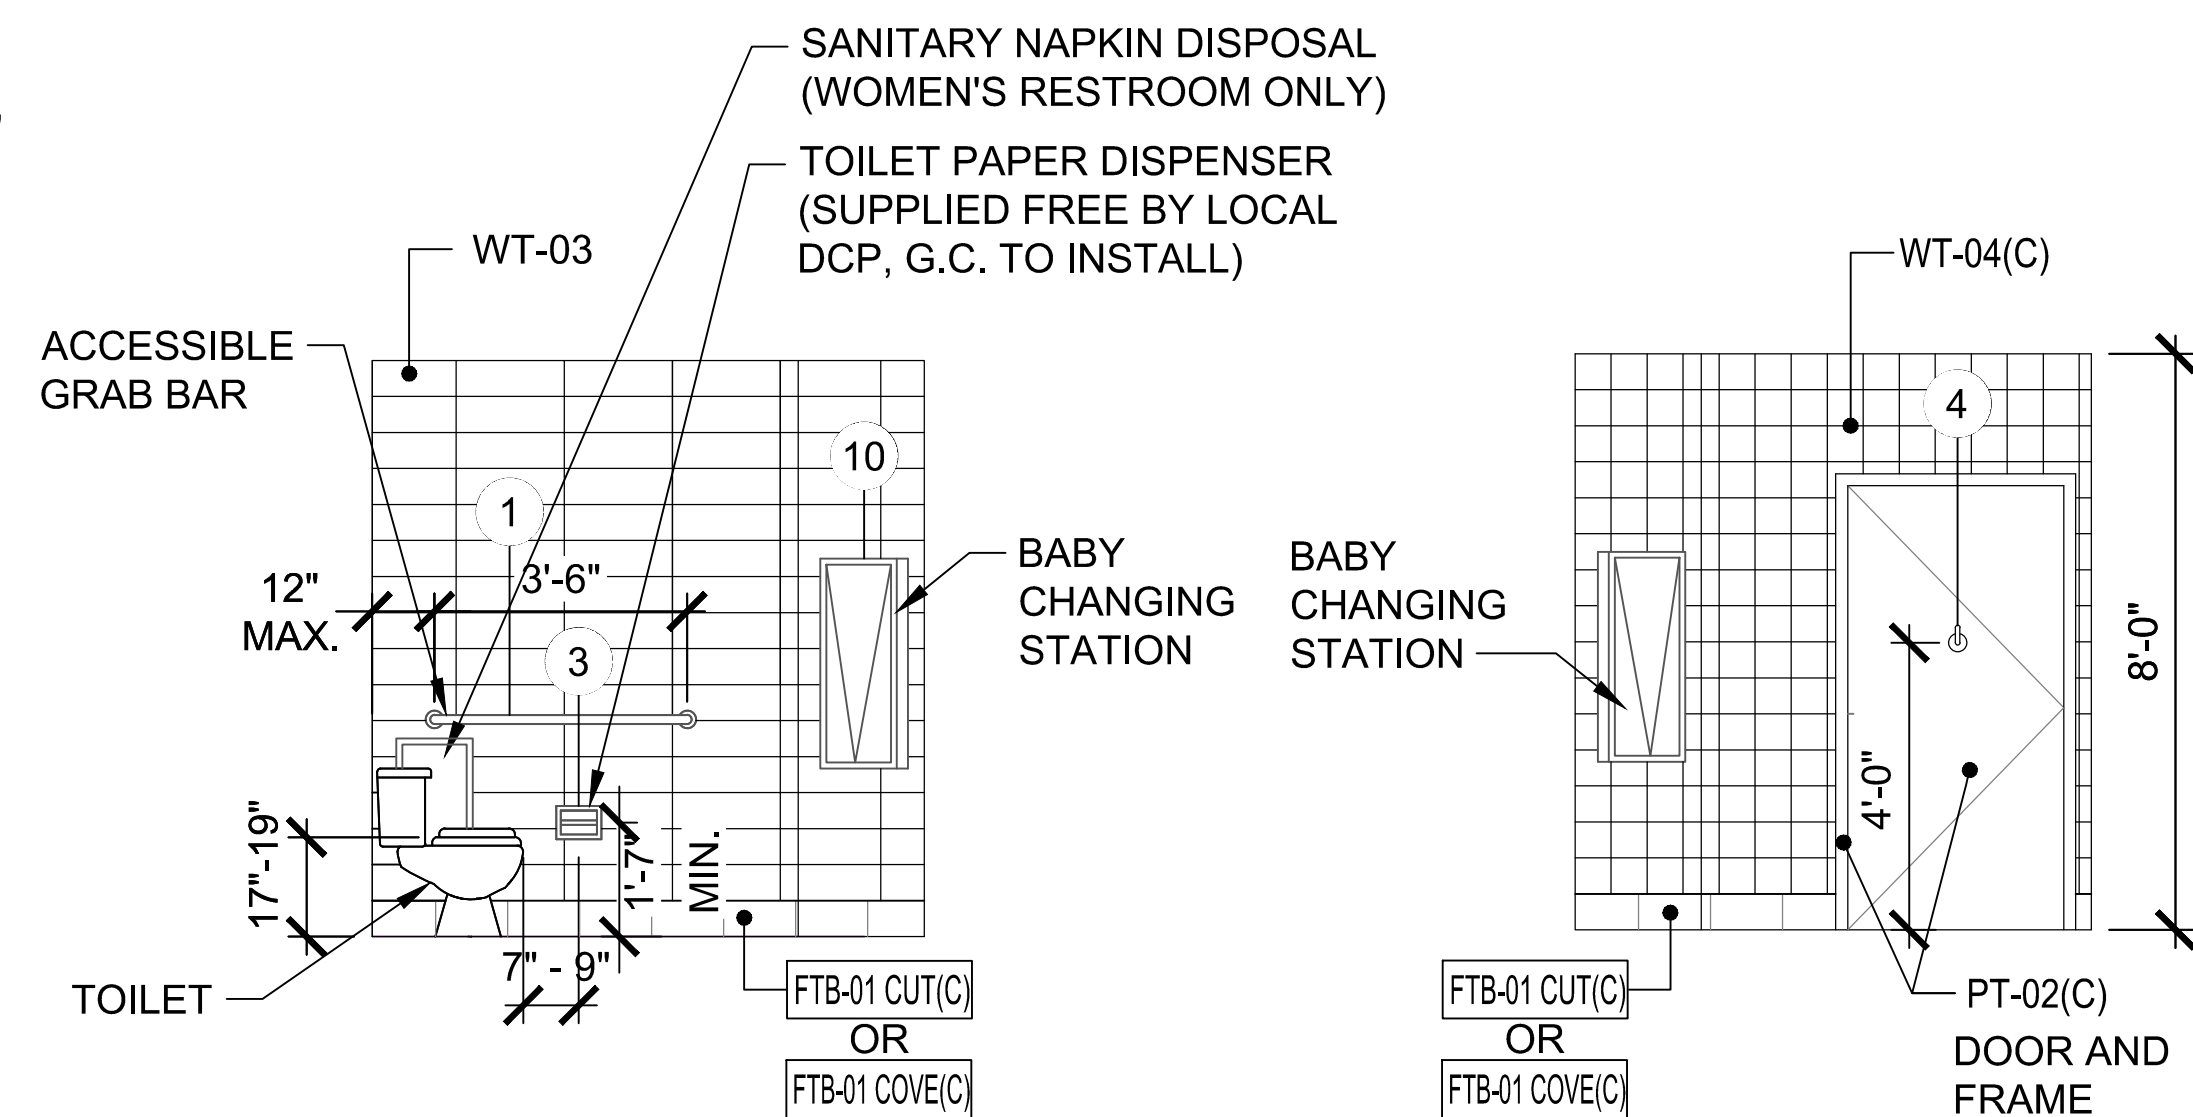 SANITARY NAPKIN DISPOSAL
(WOMEN'S RESTROOM ONLY)
TOILET PAPER DISPENSER
(SUPPLIED FREE BY LOCAL
DCP, G.C. TO INSTALL)
WT-03
ACCESSIBLE
GRAB BAR
10
1
3'-6"
12"
MAX.
3
BABY
CHANGING
STATION
17"-19"
1'-7"
MIN.
7" - 9"
TOILET
FTB-01 CUT(C)
OR
FTB-01 COVE(C)
WT-04(C)
4
BABY
CHANGING
STATION
8'-0"
4'-0"
FTB-01 CUT(C)
OR
FTB-01 COVE(C)
PT-02(C)
DOOR AND
FRAME